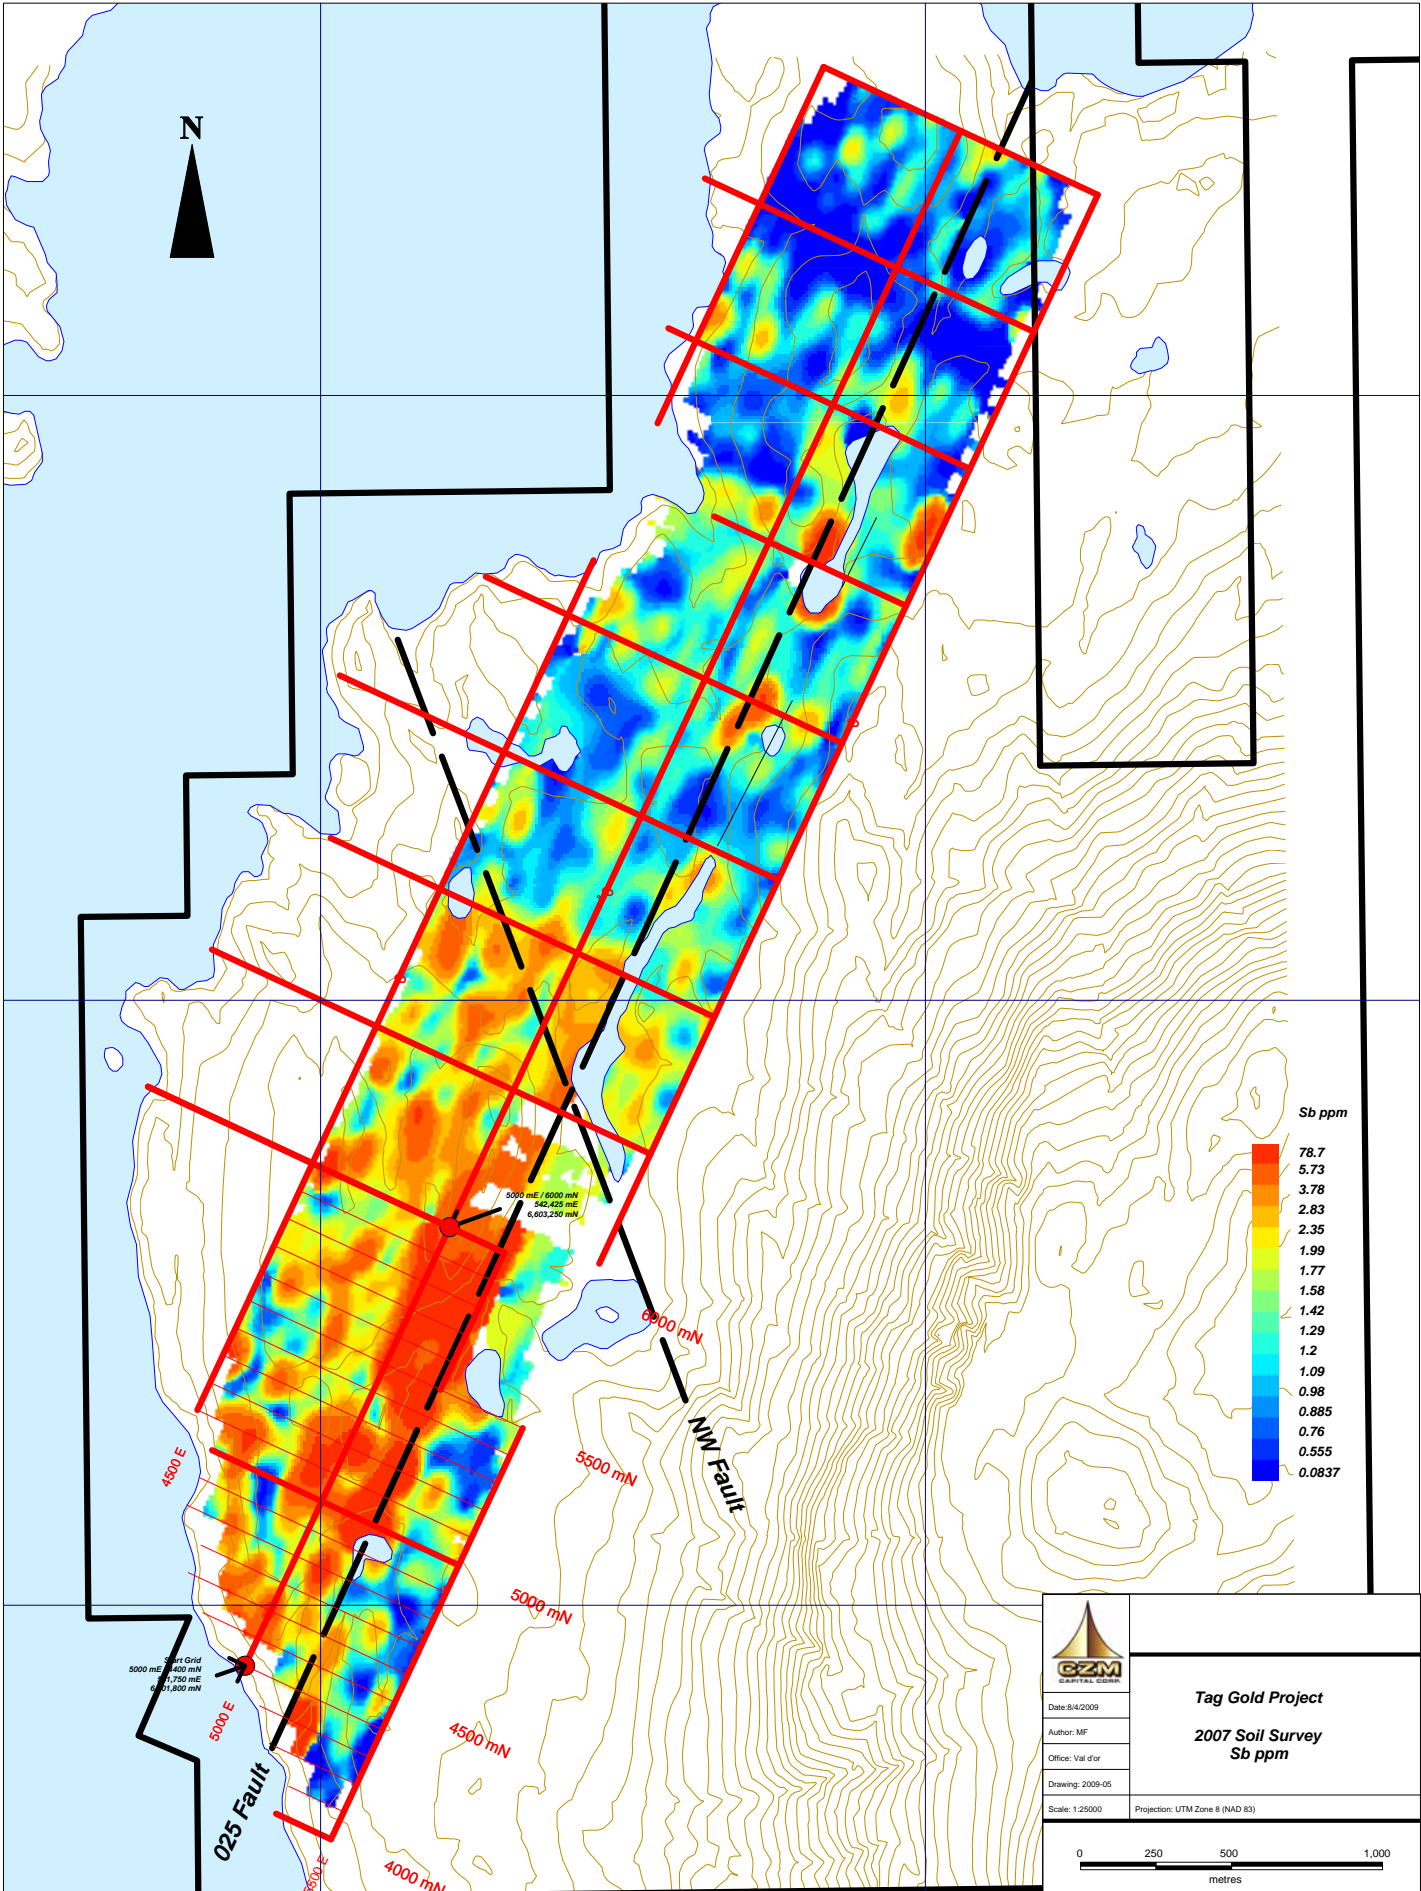 N
Sb ppm
78.7
5.73
3.78
2.83
2.35
1.99
1.77
1.58
1.42
1.29
1.2
1.09
0.98
0.885
0.76
0.555
0.0837
5000 mE / 6000 mN
542,425 mE
6,603,250 mN
6000 mN
NW Fault
5500 mN
4500 E
5000 mN
Grid
5000 mE
mN
mE
mN
5000 E
4500 mN
025 Fault
4000 mN
CZM
CAPITAL CORP.
Date:8/4/2009
Author: MF
Office: Val d'or
Drawing: 2009-05
Scale: 1:25000
Tag Gold Project
2007 Soil Survey
Sb ppm
Projection: UTM Zone 8 (NAD 83)
0 250 500 1,000
metres